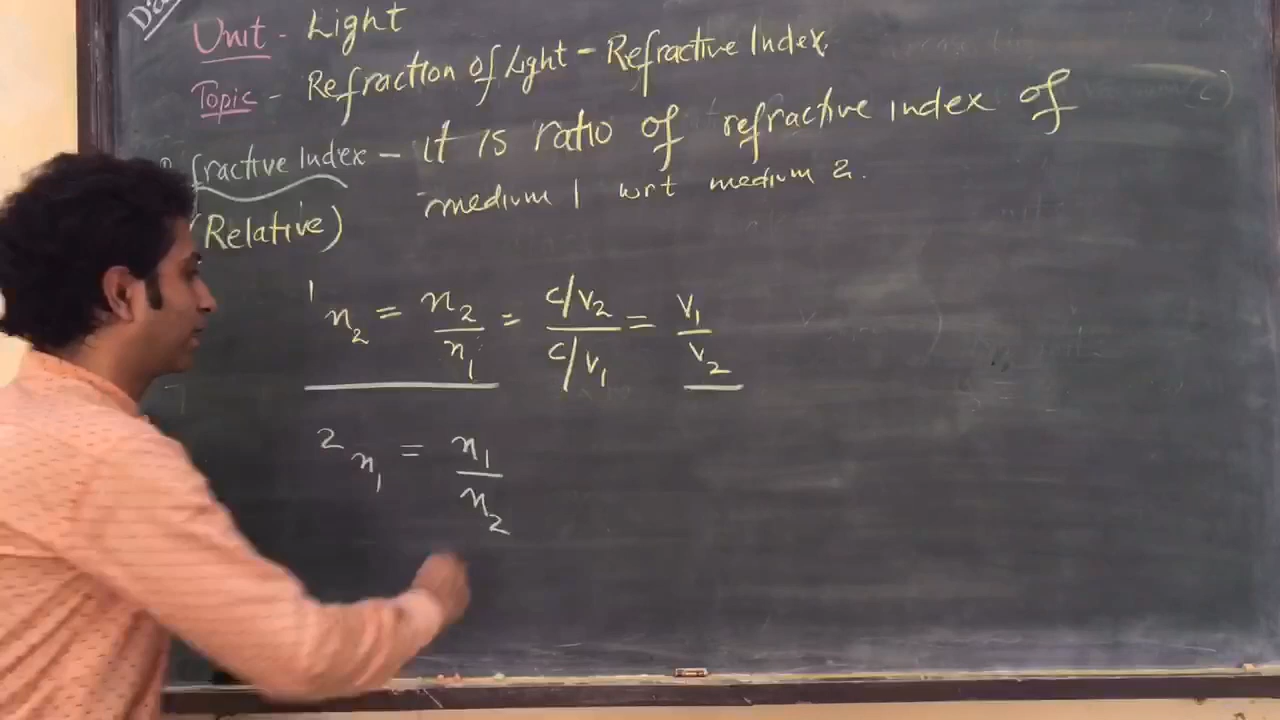 Unit - Light
Topic - Refraction of Light - Refractive Index
fractive Index - it is ratio of refractive index of
(Relative) medium 1 wrt medium 2.
¹n₂ = n₂/n₁ = (c/v₂)/(c/v₁) = v₁/v₂
²n₁ = n₁/n₂